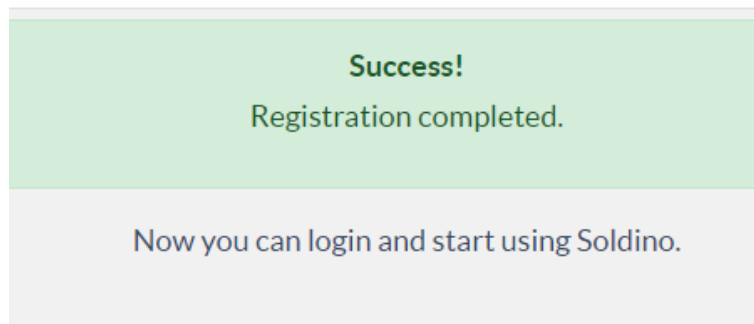 Success!
Registration completed.
Now you can login and start using Soldino.